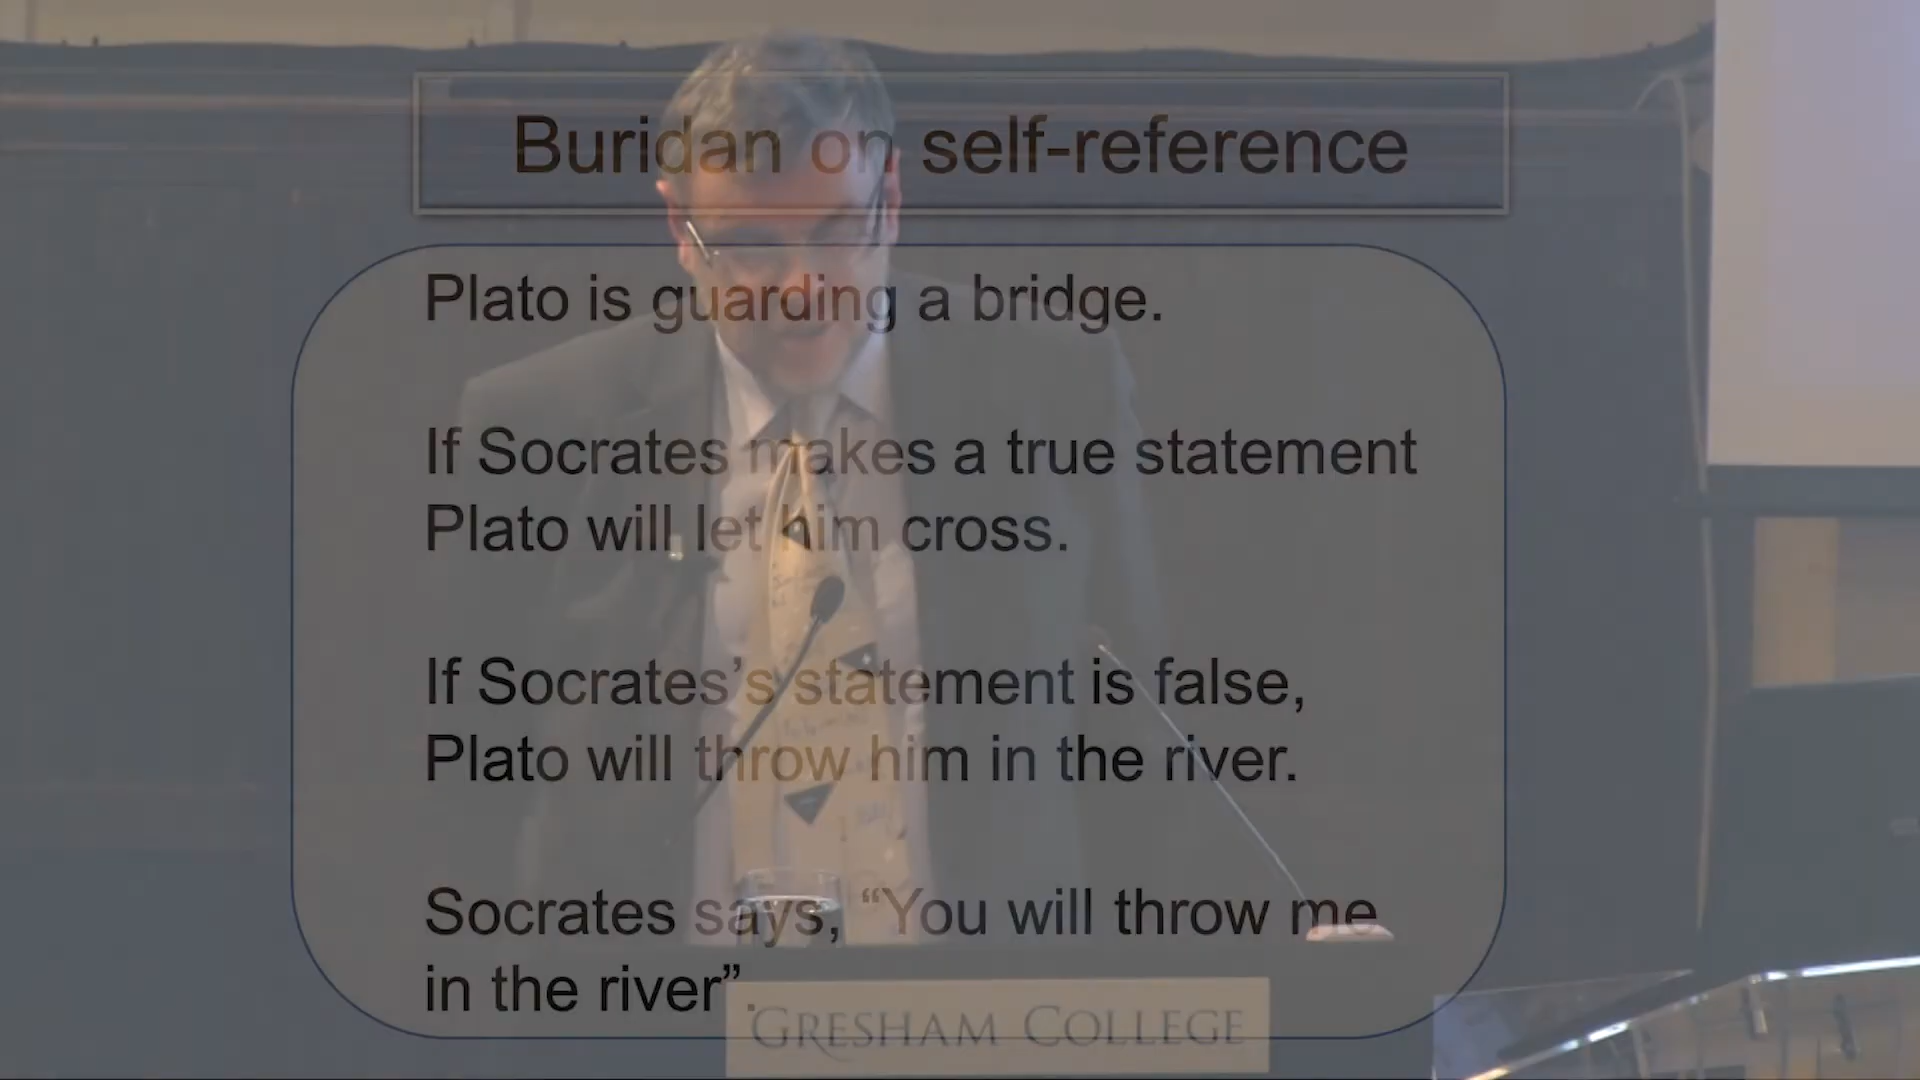 Buridan on self-reference
Plato is guarding a bridge.
If Socrates makes a true statement
Plato will let him cross.
If Socrates’s statement is false,
Plato will throw him in the river.
Socrates says, “You will throw me
in the river”.
GRESHAM COLLEGE